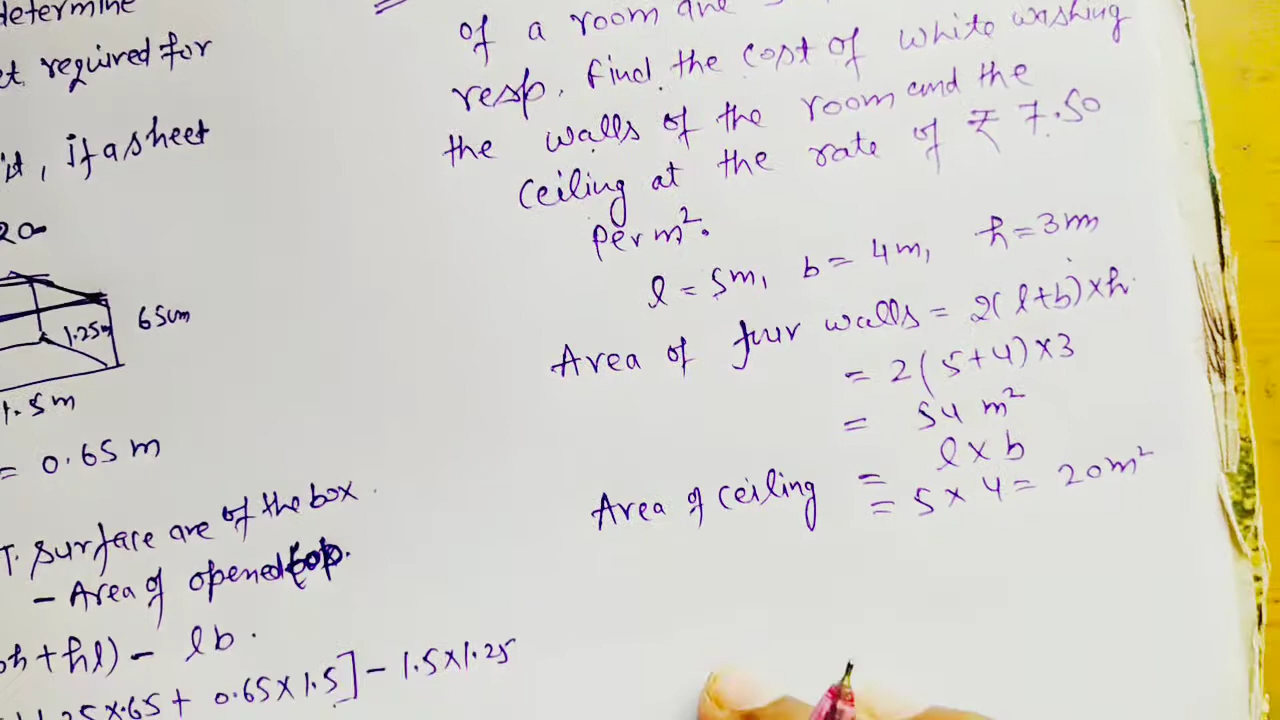 determine
et required for
it, if a sheet
20
1.25m
65cm
1.5m
= 0.65 m
T. surface are of the box.
- Area of opened top.
bh + hl) - lb.
1.25×.65 + 0.65×1.5] - 1.5×1.25
of a room are
resp. Find the cost of white washing
the walls of the room and the
ceiling at the rate of ₹ 7.50
per m².
l = 5m, b = 4m, h = 3m
Area of four walls = 2(l+b)×h.
= 2(5+4)×3
= 54 m²
Area of ceiling = l×b
= 5×4 = 20m²